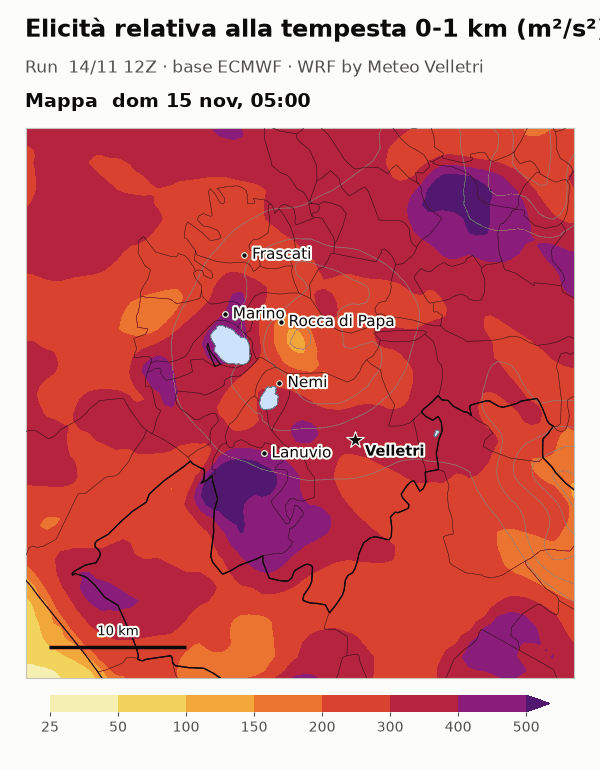 Elicità relativa alla tempesta 0-1 km (m²/s²)
Run 14/11 12Z · base ECMWF · WRF by Meteo Velletri
Mappa dom 15 nov, 05:00
Frascati
Marino
Rocca di Papa
Nemi
Velletri
Lanuvio
10 km
25 50 100 150 200 300 400 500